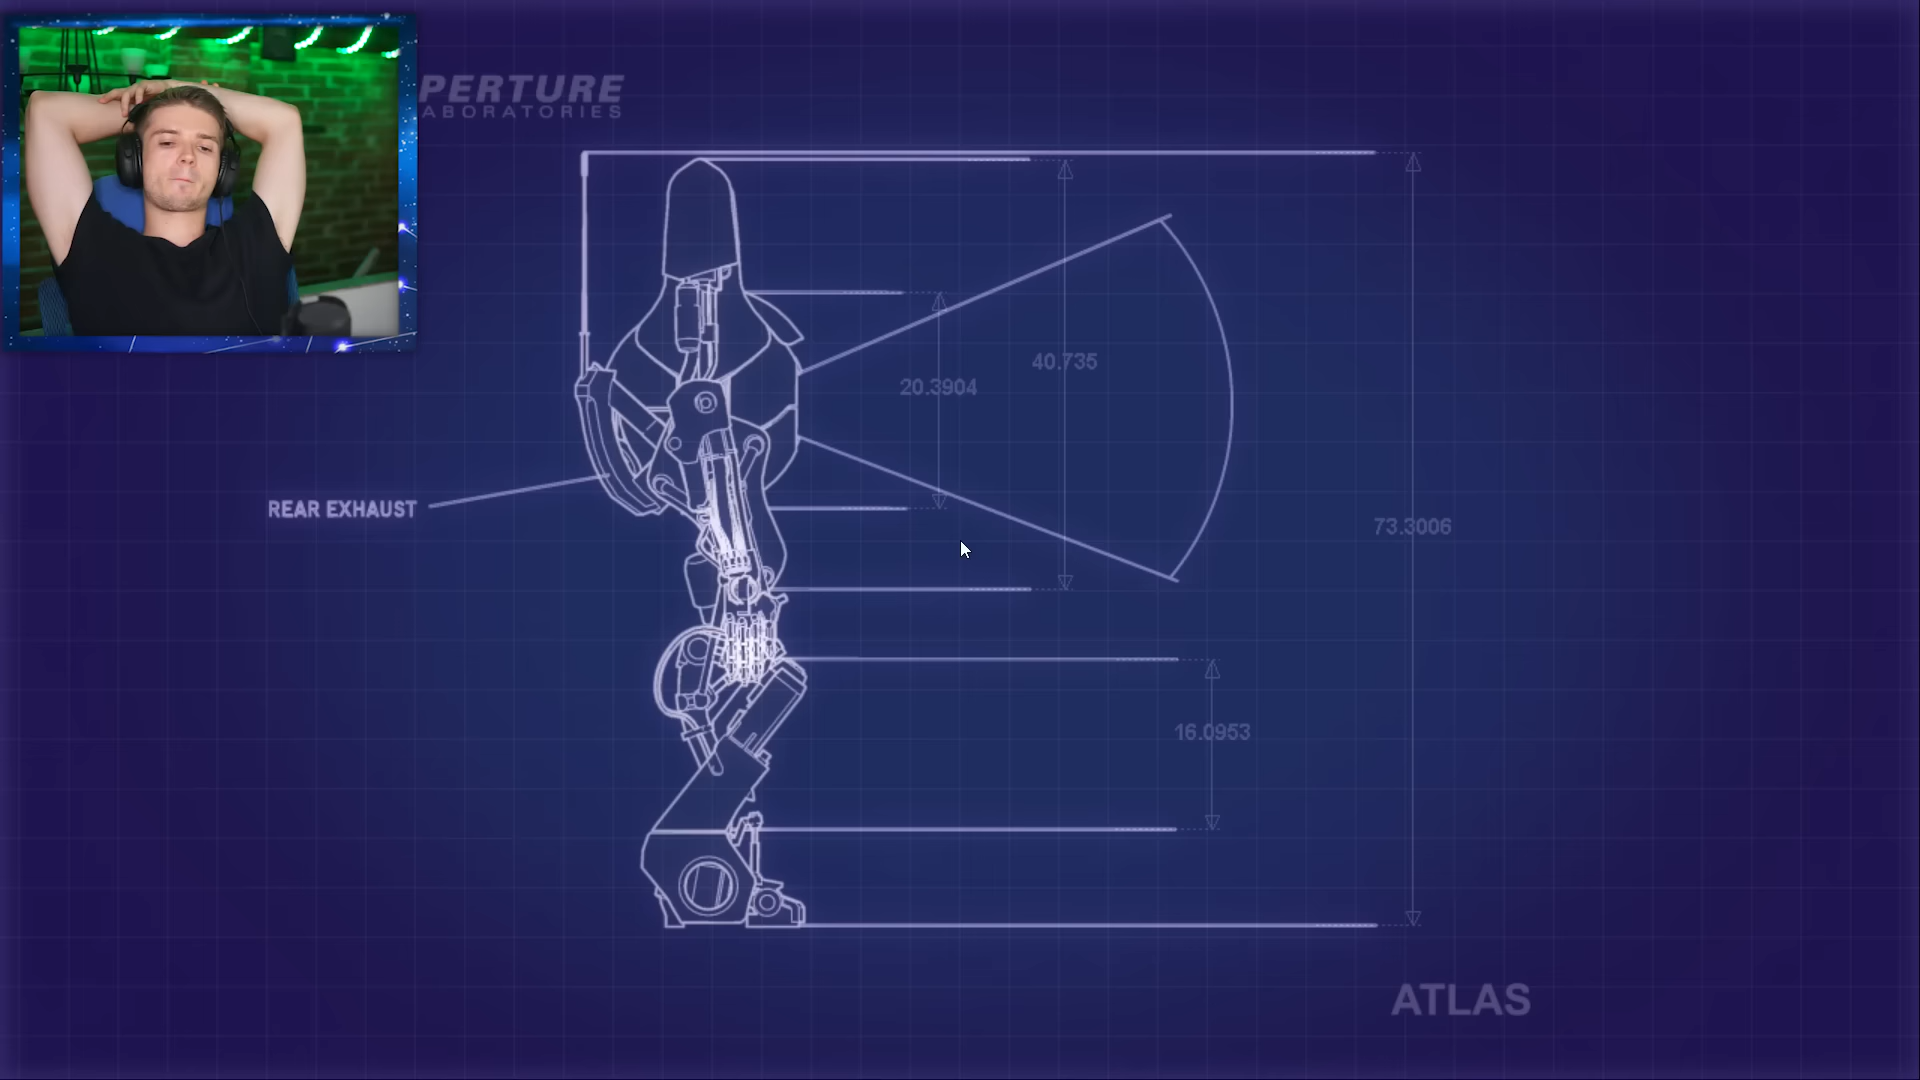 PERTURE
ABORATORIES
40.735
20.3904
REAR EXHAUST
73.3006
16.0953
ATLAS